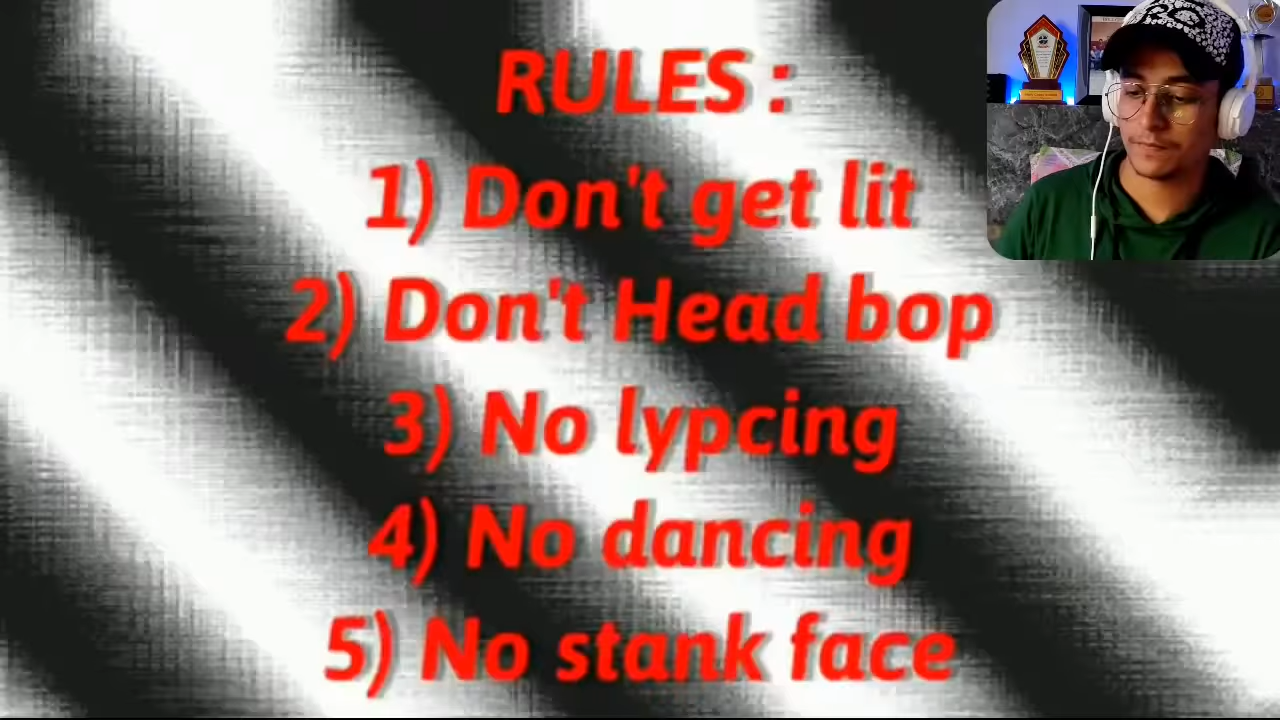 RULES :
1) Don't get lit
2) Don't Head bop
3) No lypcing
4) No dancing
5) No stank face